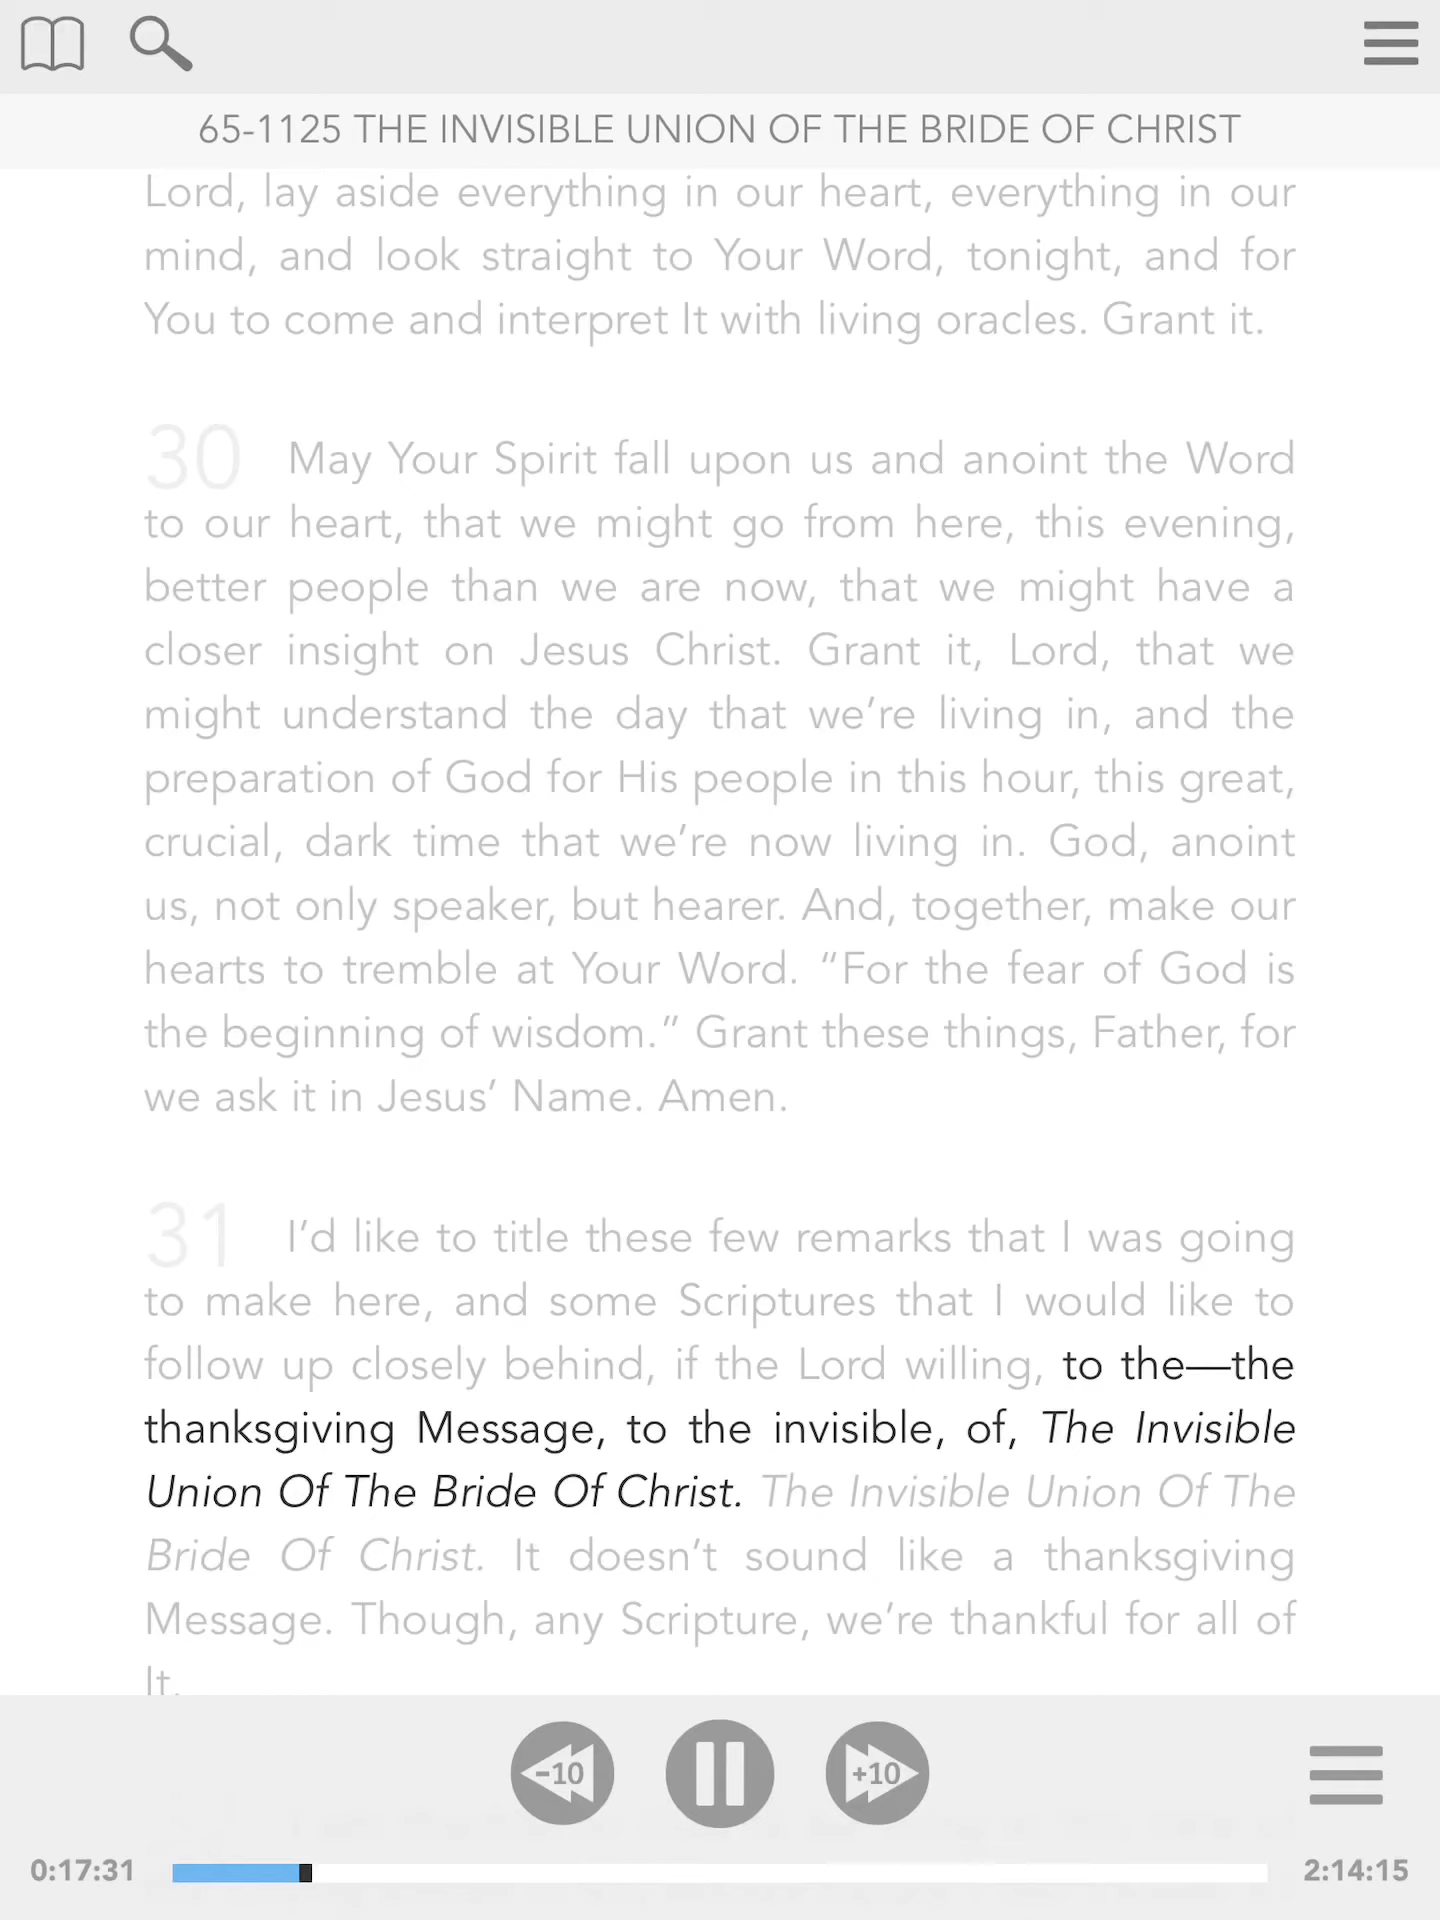 65-1125 THE INVISIBLE UNION OF THE BRIDE OF CHRIST
Lord, lay aside everything in our heart, everything in our
mind, and look straight to Your Word, tonight, and for
You to come and interpret It with living oracles. Grant it.
30 May Your Spirit fall upon us and anoint the Word
to our heart, that we might go from here, this evening,
better people than we are now, that we might have a
closer insight on Jesus Christ. Grant it, Lord, that we
might understand the day that we’re living in, and the
preparation of God for His people in this hour, this great,
crucial, dark time that we’re now living in. God, anoint
us, not only speaker, but hearer. And, together, make our
hearts to tremble at Your Word. “For the fear of God is
the beginning of wisdom.” Grant these things, Father, for
we ask it in Jesus’ Name. Amen.
31 I’d like to title these few remarks that I was going
to make here, and some Scriptures that I would like to
follow up closely behind, if the Lord willing, to the—the
thanksgiving Message, to the invisible, of, The Invisible
Union Of The Bride Of Christ. The Invisible Union Of The
Bride Of Christ. It doesn’t sound like a thanksgiving
Message. Though, any Scripture, we’re thankful for all of
It.
-10 +10
0:17:31 2:14:15